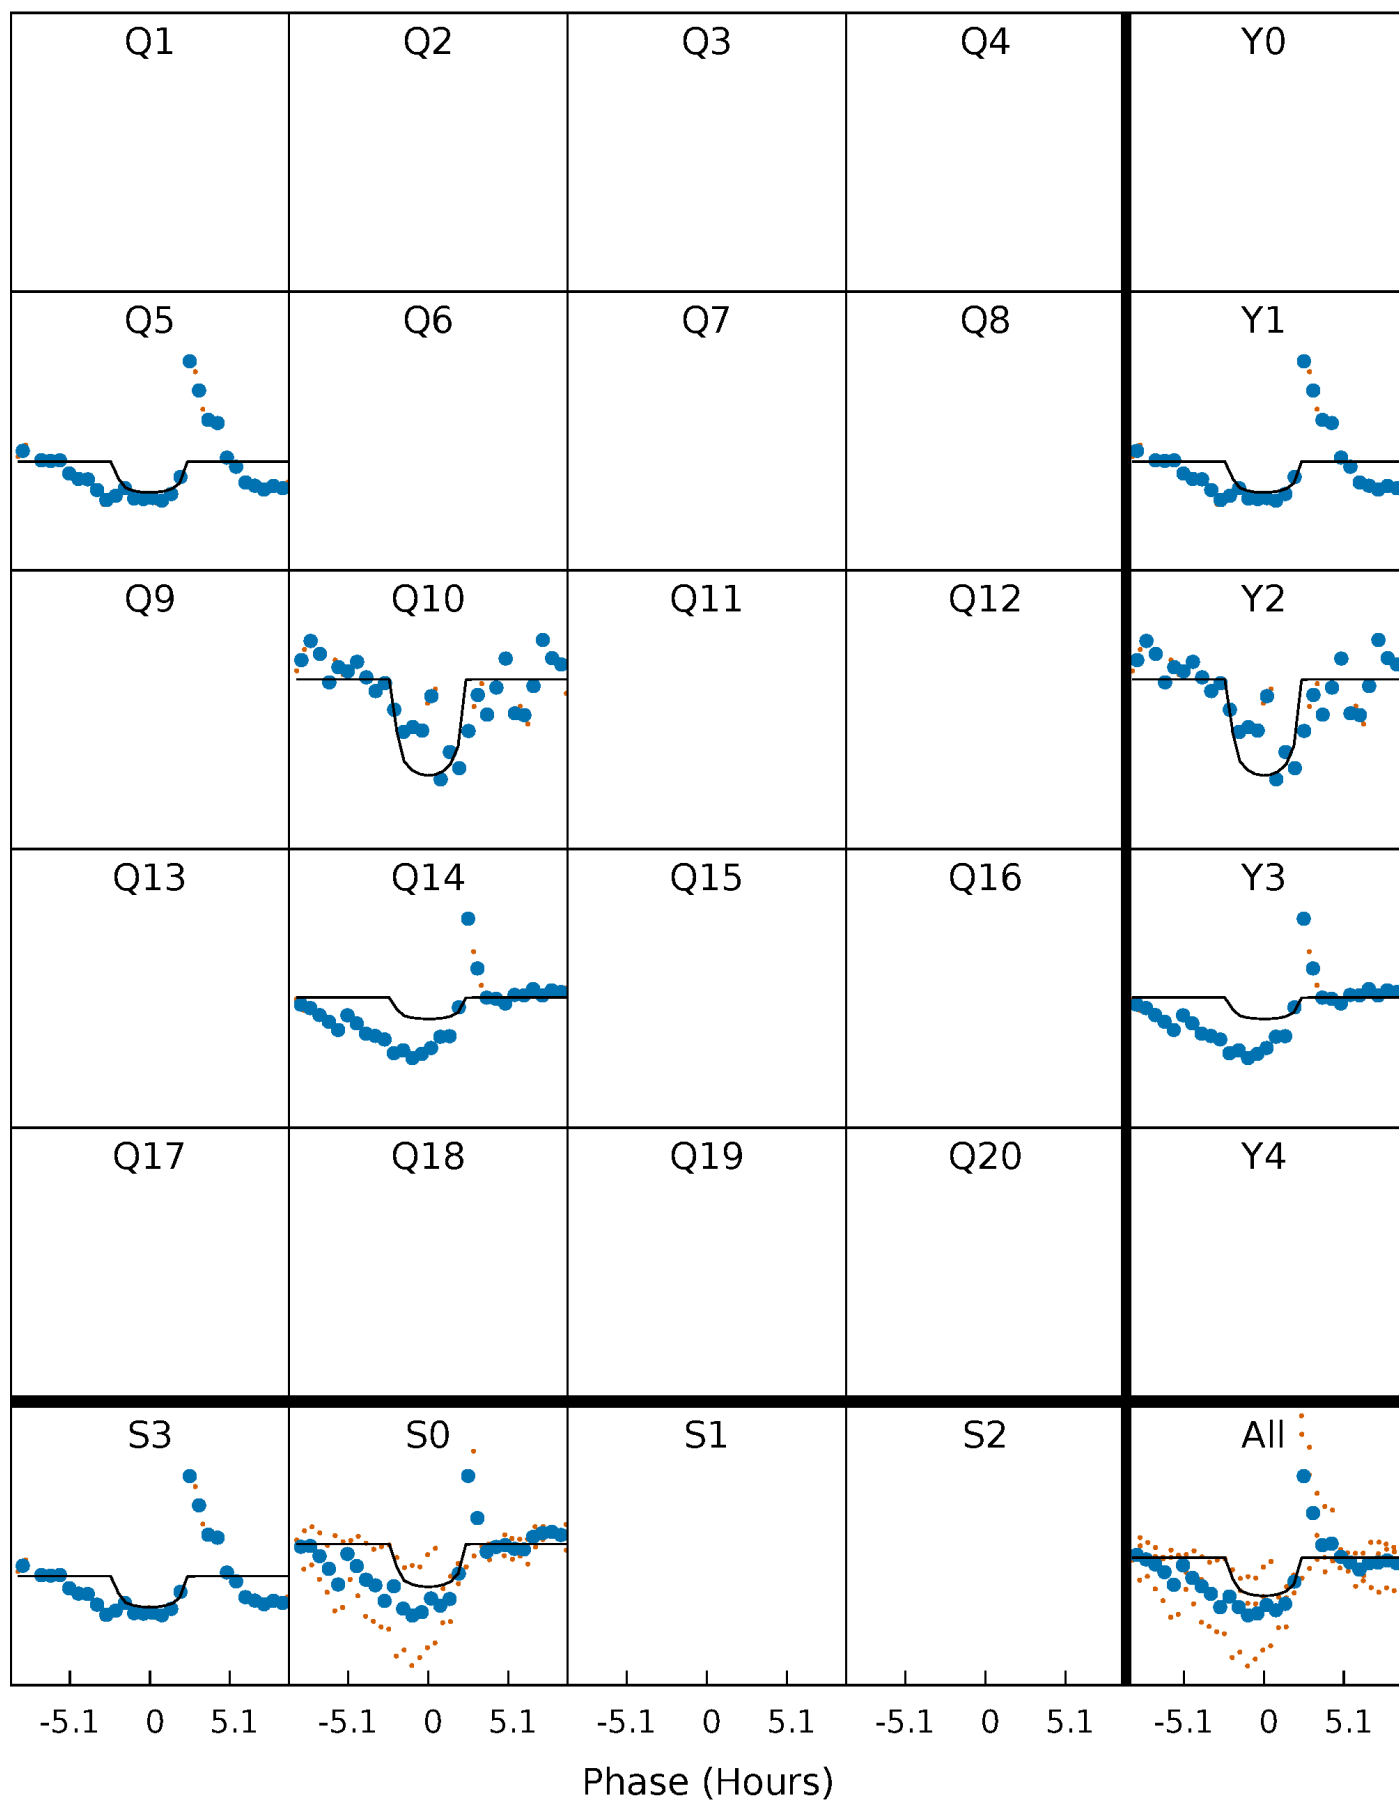 Q1 Q2 Q3 Q4 Y0
Q5 Q6 Q7 Q8 Y1
Q9 Q10 Q11 Q12 Y2
Q13 Q14 Q15 Q16 Y3
Q17 Q18 Q19 Q20 Y4
S3 S0 S1 S2 All
-5.1 0 5.1 -5.1 0 5.1 -5.1 0 5.1 -5.1 0 5.1 -5.1 0 5.1
Phase (Hours)